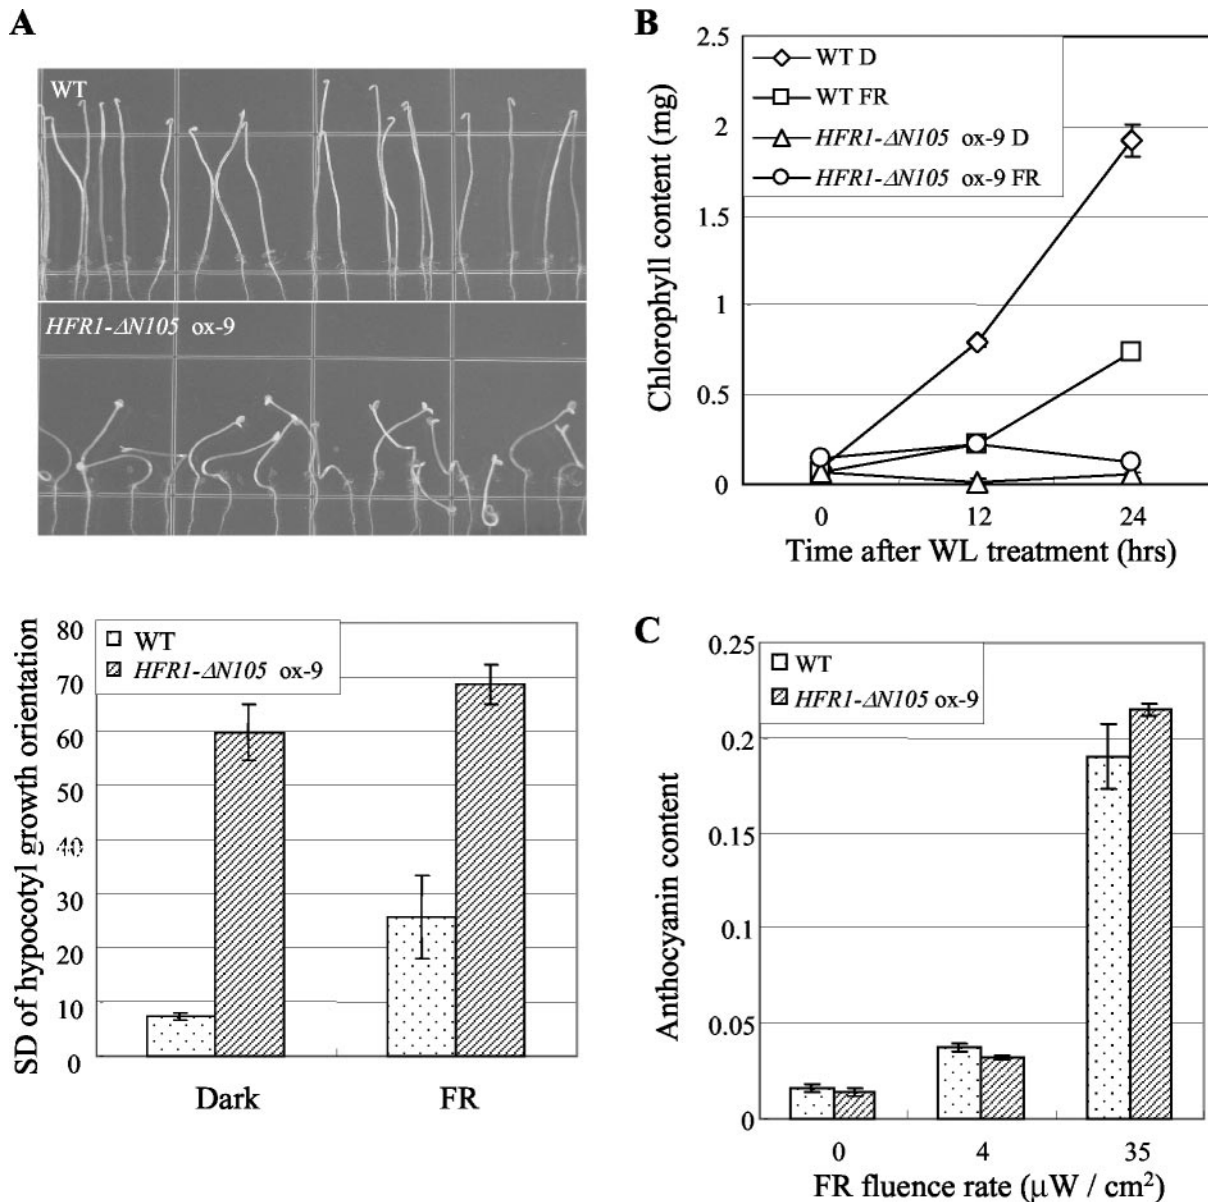 A
WT
HFR1-ΔN105 ox-9
B
2.5
2
1.5
1
0.5
0
WT D
WT FR
HFR1-ΔN105 ox-9 D
HFR1-ΔN105 ox-9 FR
Chlorophyll content (mg)
0 12 24
Time after WL treatment (hrs)
80
70
60
50
40
30
20
10
0
WT
HFR1-ΔN105 ox-9
SD of hypocotyl growth orientation
Dark FR
C
0.25
0.2
0.15
0.1
0.05
0
WT
HFR1-ΔN105 ox-9
Anthocyanin content
0 4 35
FR fluence rate (μW / cm²)